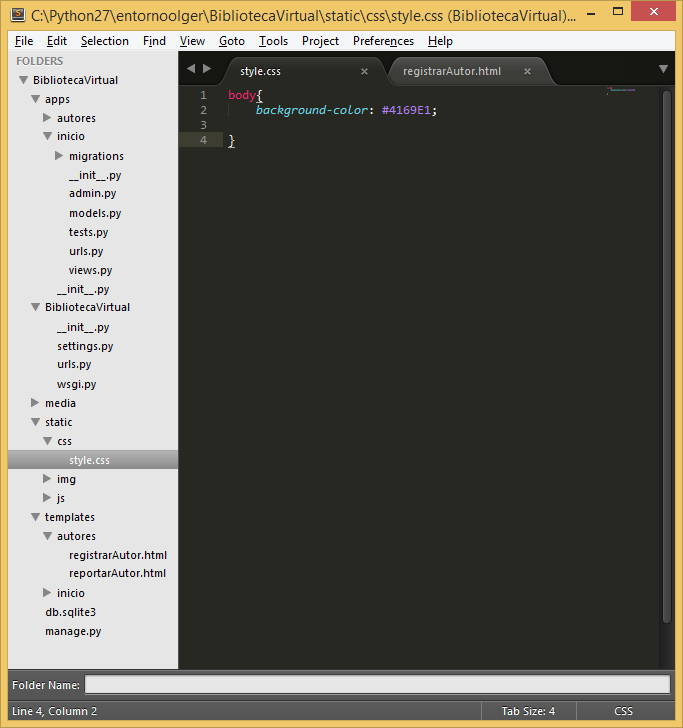 C:\Python27\entornoolger\BibliotecaVirtual\static\css\style.css (BibliotecaVirtual)...
File Edit Selection Find View Goto Tools Project Preferences Help
FOLDERS
BibliotecaVirtual
apps
autores
inicio
migrations
__init__.py
admin.py
models.py
tests.py
urls.py
views.py
__init__.py
BibliotecaVirtual
__init__.py
settings.py
urls.py
wsgi.py
media
static
css
style.css
img
js
templates
autores
registrarAutor.html
reportarAutor.html
inicio
db.sqlite3
manage.py
style.css registrarAutor.html
1 body{
2 background-color: #4169E1;
3
4 }
Folder Name:
Line 4, Column 2 Tab Size: 4 CSS